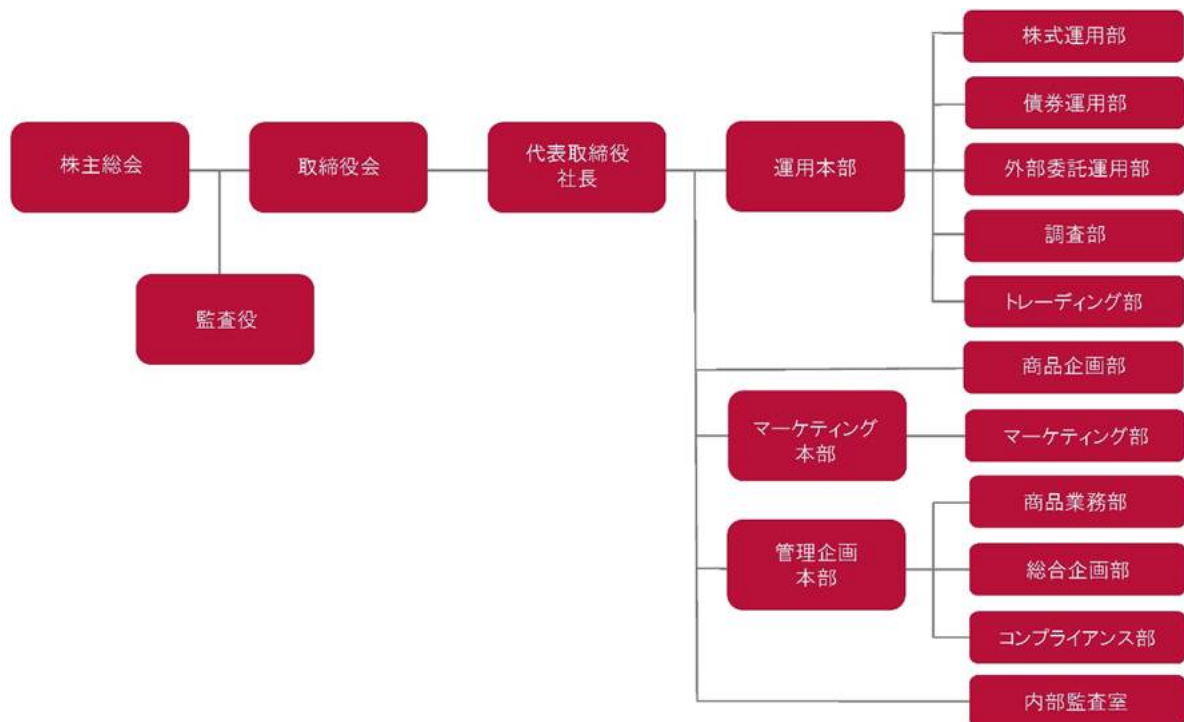 株主総会
取締役会
代表取締役
社長
監査役
運用本部
株式運用部
債券運用部
外部委託運用部
調査部
トレーディング部
商品企画部
マーケティング
本部
マーケティング部
管理企画
本部
商品業務部
総合企画部
コンプライアンス部
内部監査室